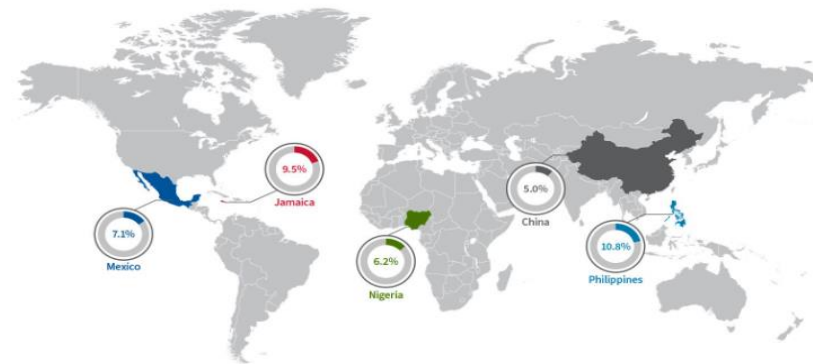 9.5%
Jamaica
7.1%
Mexico
6.2%
Nigeria
5.0%
China
10.8%
Philippines